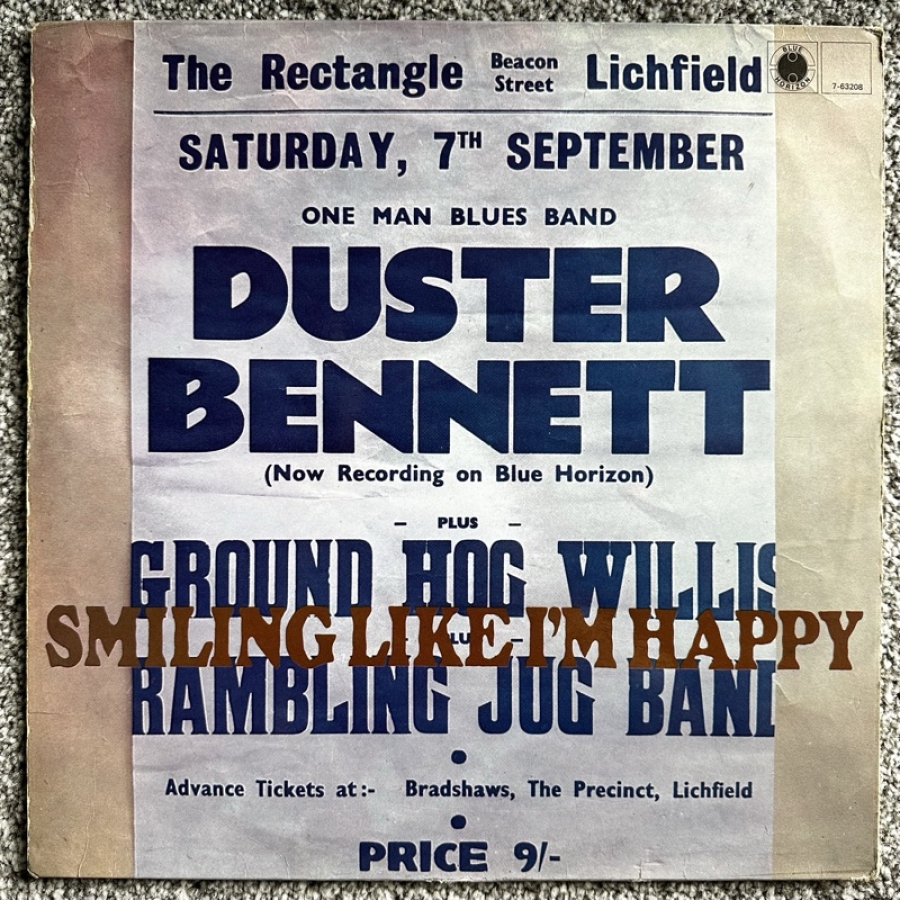 The Rectangle Beacon Street Lichfield
BLUE HORIZON
7-63208
SATURDAY, 7TH SEPTEMBER
ONE MAN BLUES BAND
DUSTER
BENNETT
(Now Recording on Blue Horizon)
– PLUS –
GROUND HOG WILLIS
SMILING LIKE I'M HAPPY
RAMBLING JUG BAND
Advance Tickets at:- Bradshaws, The Precinct, Lichfield
PRICE 9/-